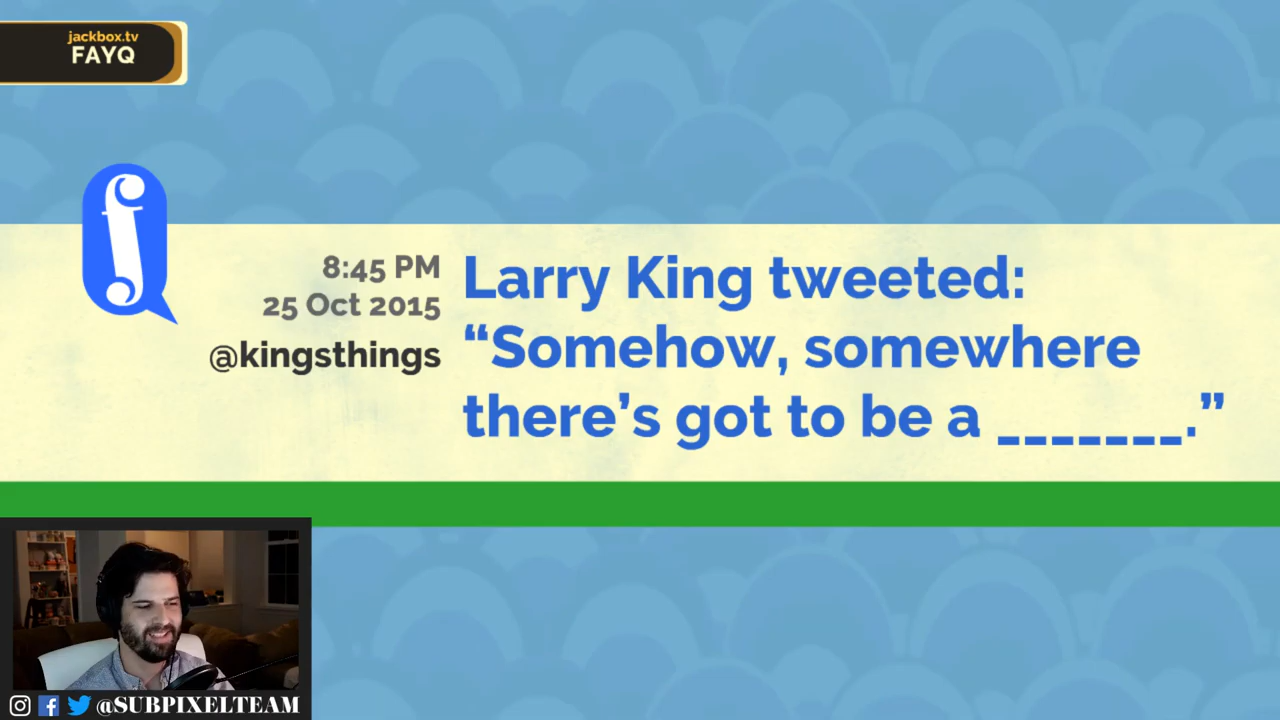 jackbox.tv
FAYQ
8:45 PM
25 Oct 2015
@kingsthings
Larry King tweeted:
“Somehow, somewhere
there’s got to be a _______.”
@SUBPIXELTEAM